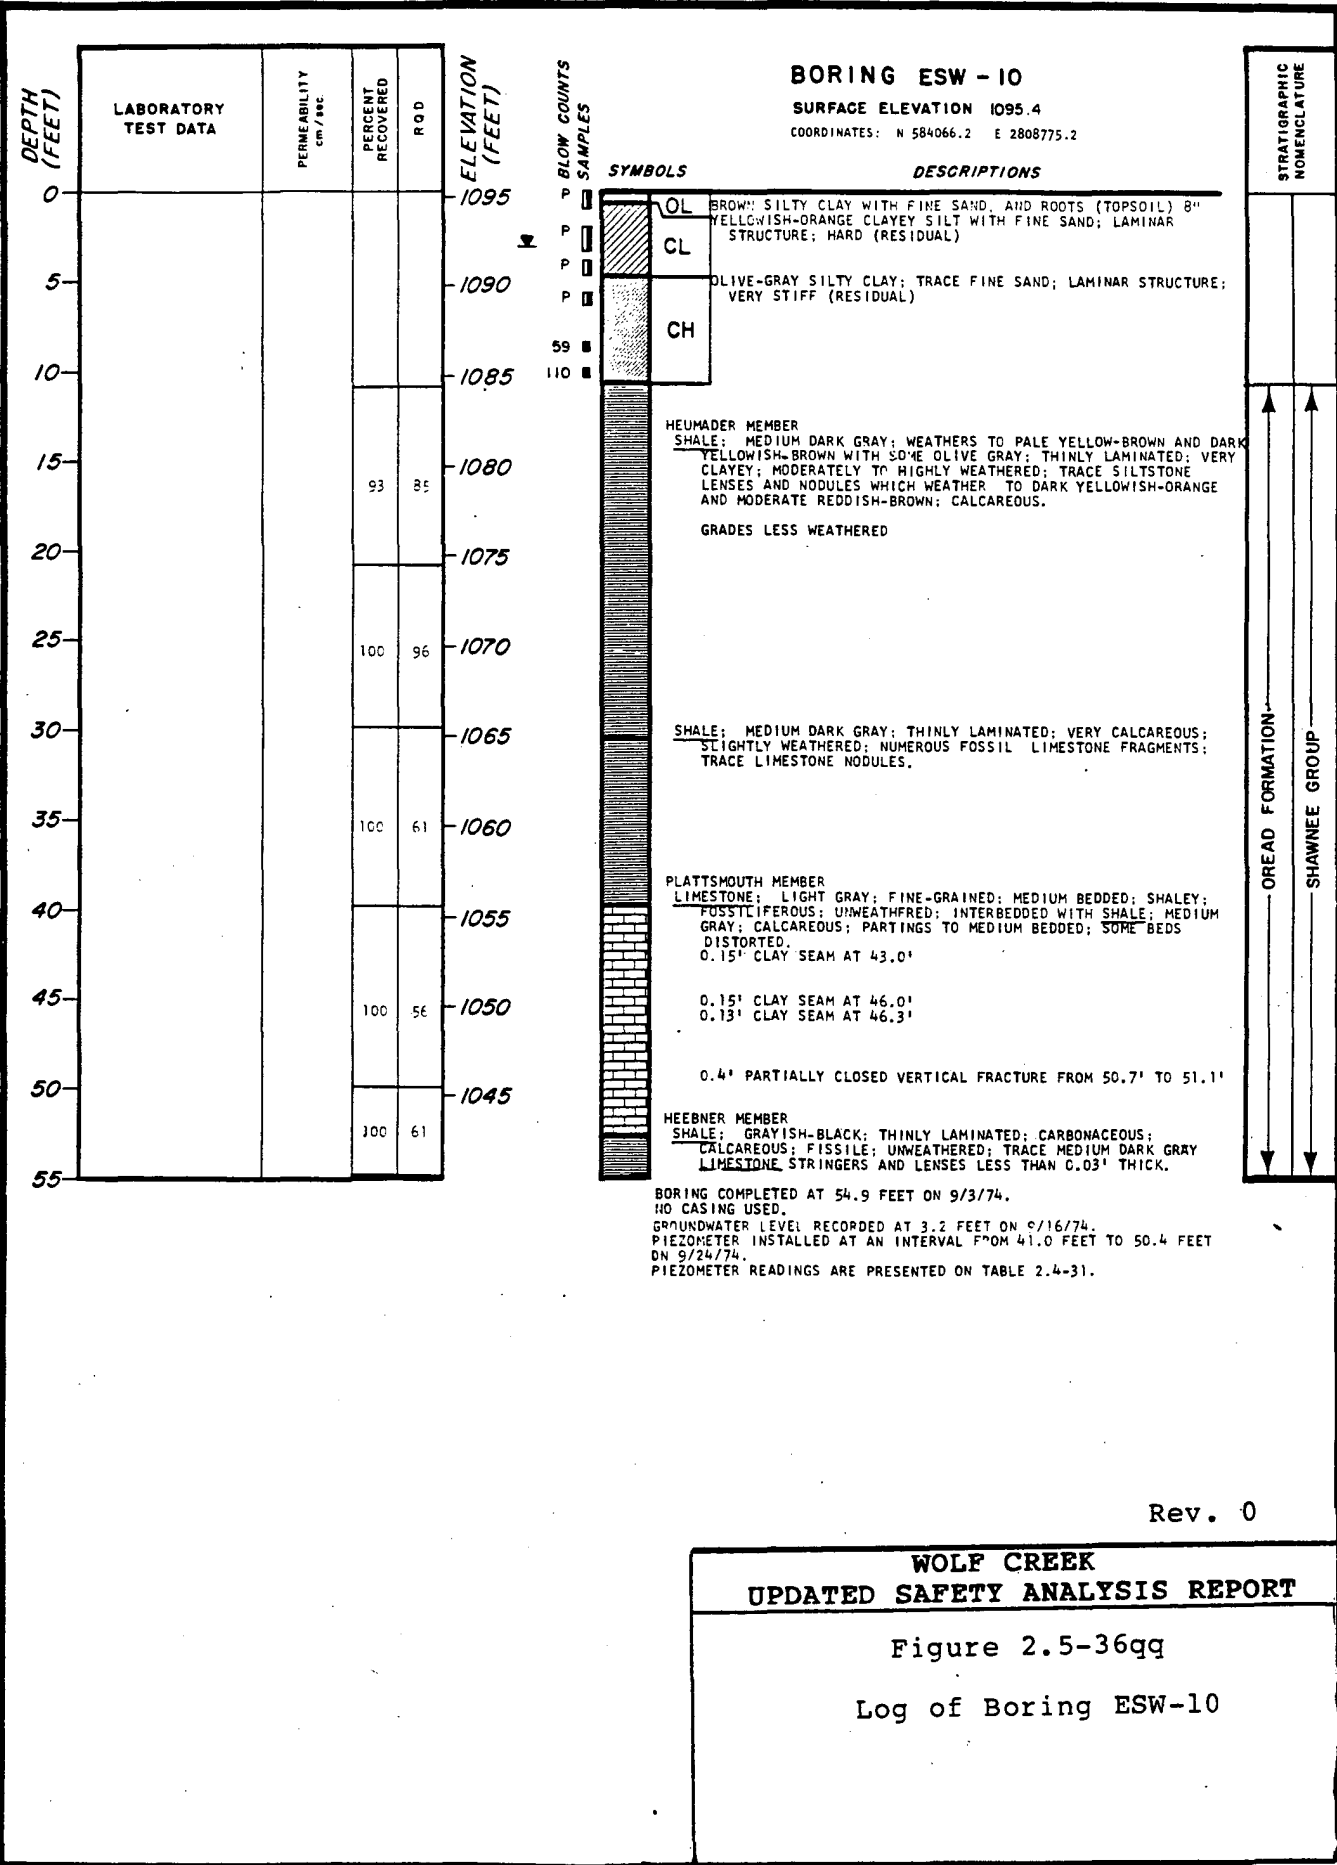 BORING ESW - 10
SURFACE ELEVATION 1095.4
COORDINATES: N 584066.2 E 2808775.2
DEPTH (FEET)
LABORATORY TEST DATA
PERMEABILITY cm/sec.
PERCENT RECOVERED
RQD
ELEVATION (FEET)
BLOW COUNTS
SAMPLES
SYMBOLS
DESCRIPTIONS
STRATIGRAPHIC NOMENCLATURE
0
5
10
15
20
25
30
35
40
45
50
55
93 85
100 96
100 61
100 56
100 61
1095
1090
1085
1080
1075
1070
1065
1060
1055
1050
1045
P
P
P
P
59
110
OL
CL
CH
BROWN SILTY CLAY WITH FINE SAND, AND ROOTS (TOPSOIL) 8"
YELLOWISH-ORANGE CLAYEY SILT WITH FINE SAND; LAMINAR
STRUCTURE; HARD (RESIDUAL)
OLIVE-GRAY SILTY CLAY; TRACE FINE SAND; LAMINAR STRUCTURE;
VERY STIFF (RESIDUAL)
HEUMADER MEMBER
SHALE; MEDIUM DARK GRAY; WEATHERS TO PALE YELLOW-BROWN AND DARK
YELLOWISH-BROWN WITH SOME OLIVE GRAY; THINLY LAMINATED; VERY
CLAYEY; MODERATELY TO HIGHLY WEATHERED; TRACE SILTSTONE
LENSES AND NODULES WHICH WEATHER TO DARK YELLOWISH-ORANGE
AND MODERATE REDDISH-BROWN; CALCAREOUS.
GRADES LESS WEATHERED
SHALE; MEDIUM DARK GRAY; THINLY LAMINATED; VERY CALCAREOUS;
SLIGHTLY WEATHERED; NUMEROUS FOSSIL LIMESTONE FRAGMENTS;
TRACE LIMESTONE NODULES.
PLATTSMOUTH MEMBER
LIMESTONE; LIGHT GRAY; FINE-GRAINED; MEDIUM BEDDED; SHALEY;
FOSSILIFEROUS; UNWEATHERED; INTERBEDDED WITH SHALE; MEDIUM
GRAY; CALCAREOUS; PARTINGS TO MEDIUM BEDDED; SOME BEDS
DISTORTED.
0.15' CLAY SEAM AT 43.0'
0.15' CLAY SEAM AT 46.0'
0.13' CLAY SEAM AT 46.3'
0.4' PARTIALLY CLOSED VERTICAL FRACTURE FROM 50.7' TO 51.1'
HEEBNER MEMBER
SHALE; GRAYISH-BLACK; THINLY LAMINATED; CARBONACEOUS;
CALCAREOUS; FISSILE; UNWEATHERED; TRACE MEDIUM DARK GRAY
LIMESTONE STRINGERS AND LENSES LESS THAN 0.03' THICK.
BORING COMPLETED AT 54.9 FEET ON 9/3/74.
NO CASING USED.
GROUNDWATER LEVEL RECORDED AT 3.2 FEET ON 9/16/74.
PIEZOMETER INSTALLED AT AN INTERVAL FROM 41.0 FEET TO 50.4 FEET
ON 9/24/74.
PIEZOMETER READINGS ARE PRESENTED ON TABLE 2.4-31.
OREAD FORMATION
SHAWNEE GROUP
Rev. 0
WOLF CREEK
UPDATED SAFETY ANALYSIS REPORT
Figure 2.5-36qq
Log of Boring ESW-10